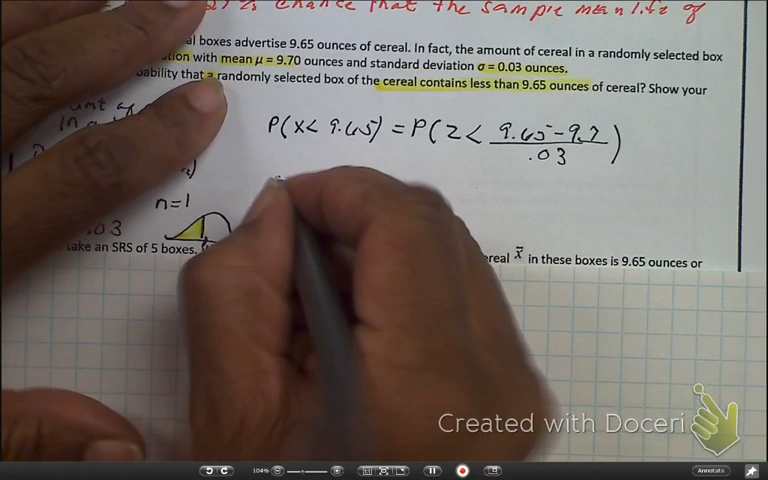 chance that the sample mean life of
al boxes advertise 9.65 ounces of cereal. In fact, the amount of cereal in a randomly selected box
tion with mean μ = 9.70 ounces and standard deviation σ = 0.03 ounces.
bability that a randomly selected box of the cereal contains less than 9.65 ounces of cereal? Show your
in a
P(x< 9.65) = P(Z < 9.65-9.7 / .03)
n=1
.03
take an SRS of 5 boxes.
ereal x̄ in these boxes is 9.65 ounces or
Created with Doceri
104%
Annotate